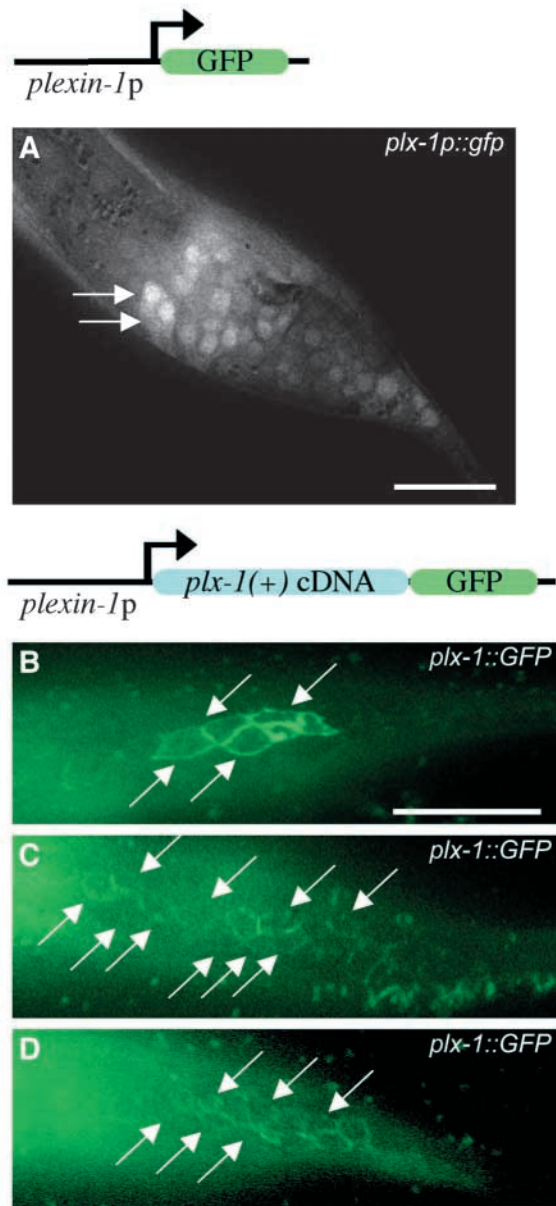 GFP
plexin-1p
A
plx-1p::gfp
plx-1(+) cDNA
GFP
plexin-1p
B
plx-1::GFP
C
plx-1::GFP
D
plx-1::GFP